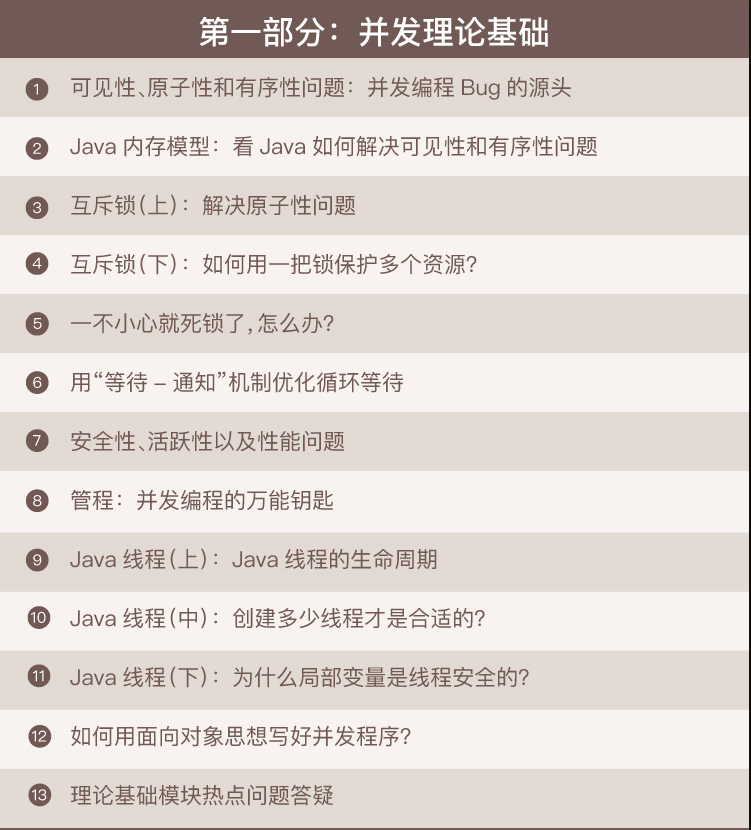 第一部分：并发理论基础
1 可见性、原子性和有序性问题：并发编程 Bug 的源头
2 Java 内存模型：看 Java 如何解决可见性和有序性问题
3 互斥锁（上）：解决原子性问题
4 互斥锁（下）：如何用一把锁保护多个资源？
5 一不小心就死锁了，怎么办？
6 用“等待 – 通知”机制优化循环等待
7 安全性、活跃性以及性能问题
8 管程：并发编程的万能钥匙
9 Java 线程（上）：Java 线程的生命周期
10 Java 线程（中）：创建多少线程才是合适的？
11 Java 线程（下）：为什么局部变量是线程安全的？
12 如何用面向对象思想写好并发程序？
13 理论基础模块热点问题答疑